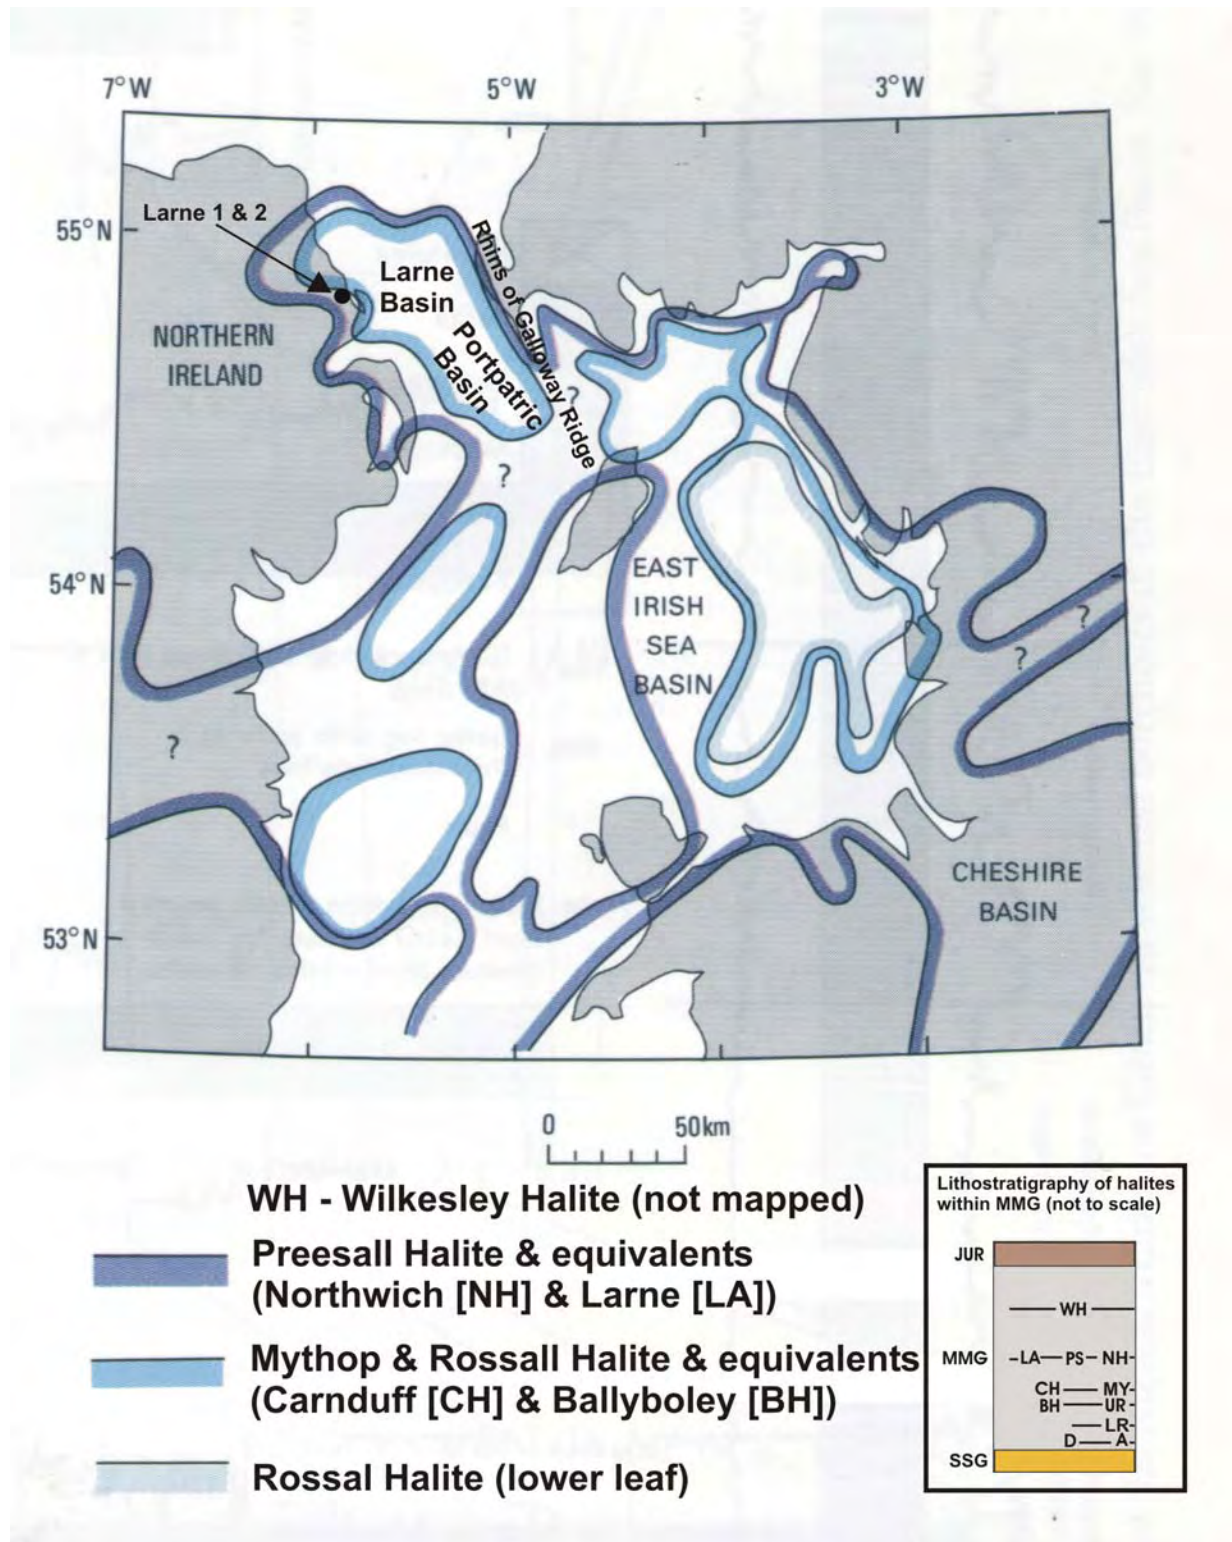 7°W
5°W
3°W
55°N
Larne 1 & 2
Larne
Basin
Rhins of Galloway Ridge
Portpatric
Basin
NORTHERN
IRELAND
?
?
54°N
EAST
IRISH
SEA
BASIN
?
?
?
CHESHIRE
BASIN
53°N
0 50km
WH - Wilkesley Halite (not mapped)
Preesall Halite & equivalents
(Northwich [NH] & Larne [LA])
Mythop & Rossall Halite & equivalents
(Carnduff [CH] & Ballyboley [BH])
Rossal Halite (lower leaf)
Lithostratigraphy of halites
within MMG (not to scale)
JUR
WH
MMG
LA PS NH
CH MY
BH UR
LR
D A
SSG